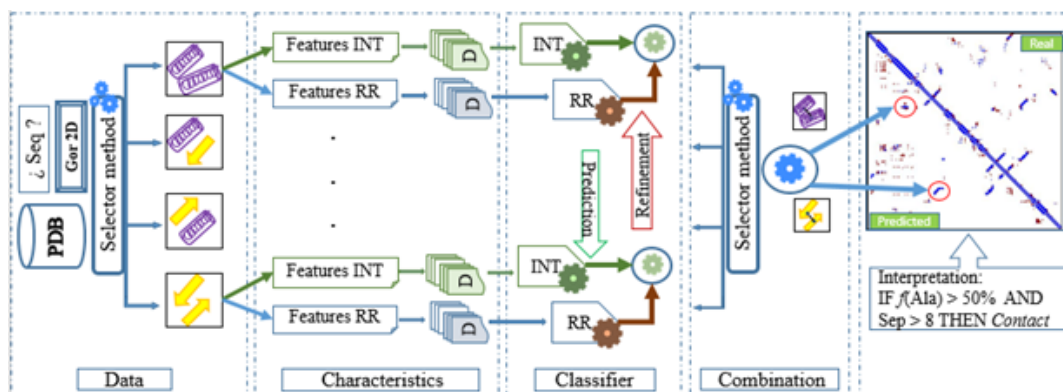 ¿ Seq ?
Gor 2D
PDB
Selector method
Features INT
D
INT
Features RR
D
RR
Prediction
Refinement
Features INT
D
INT
Features RR
D
RR
Selector method
Real
Predicted
Interpretation:
IF f(Ala) > 50% AND
Sep > 8 THEN Contact
Data
Characteristics
Classifier
Combination